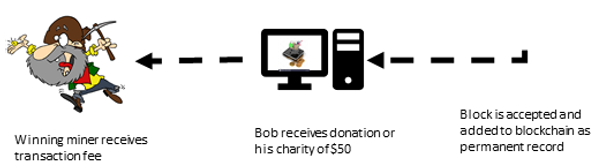 Winning miner receives
transaction fee
Bob receives donation or
his charity of $50
Block is accepted and
added to blockchain as
permanent record